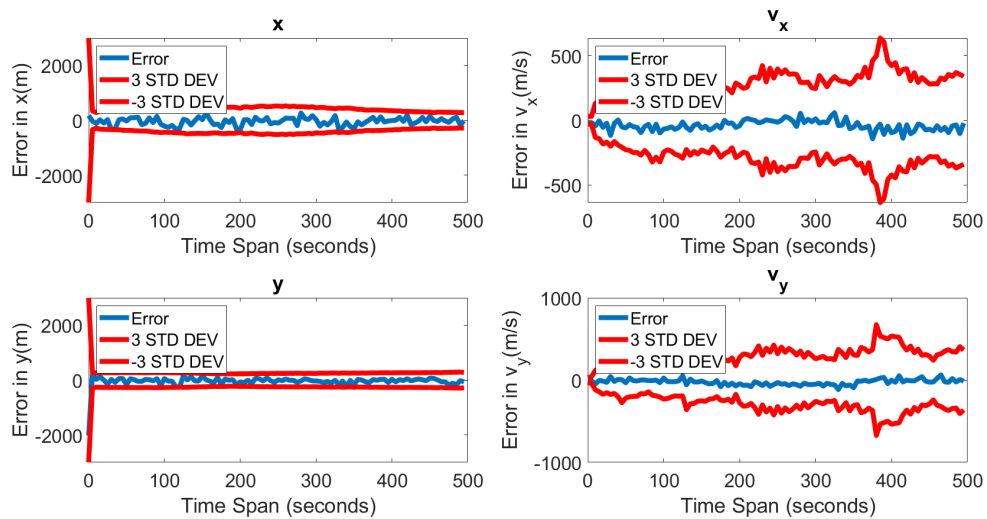 x
2000
0
-2000
Error in x(m)
Error
3 STD DEV
-3 STD DEV
0 100 200 300 400 500
Time Span (seconds)
v_x
500
0
-500
Error in v_x(m/s)
Error
3 STD DEV
-3 STD DEV
0 100 200 300 400 500
Time Span (seconds)
y
2000
0
-2000
Error in y(m)
Error
3 STD DEV
-3 STD DEV
0 100 200 300 400 500
Time Span (seconds)
v_y
1000
0
-1000
Error in v_y(m/s)
Error
3 STD DEV
-3 STD DEV
0 100 200 300 400 500
Time Span (seconds)